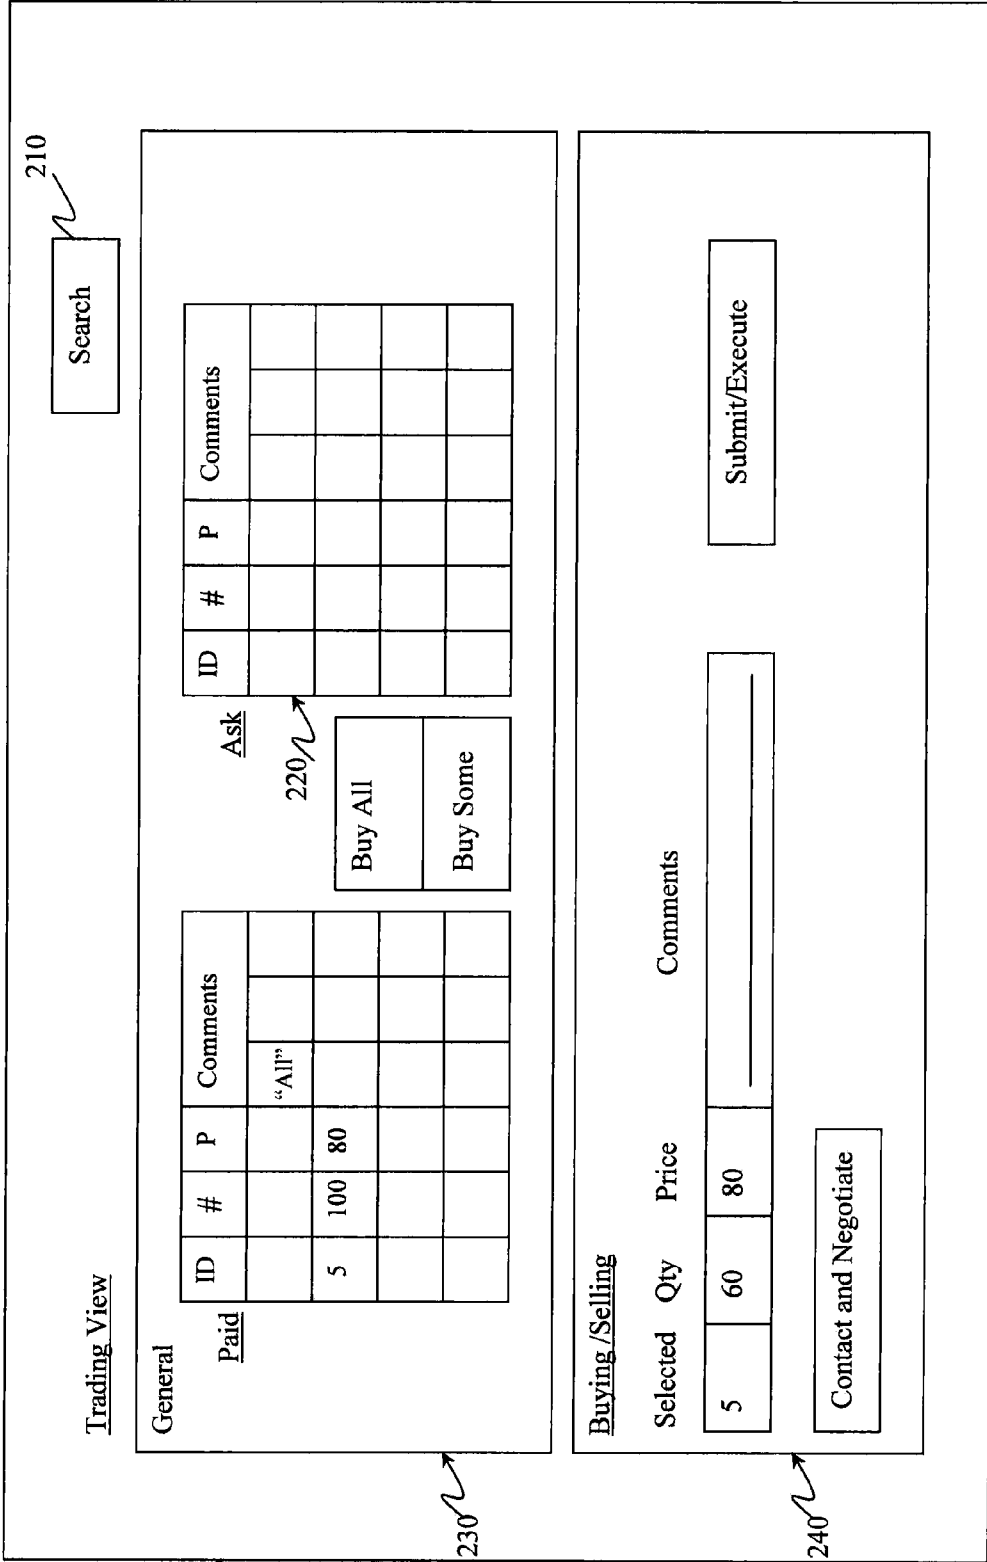 Trading View
Search
210
General
Paid
ID # P Comments
"All"
5 100 80
Buy All
Buy Some
Ask
220
ID # P Comments
230
Buying /Selling
Selected Qty Price Comments
5 60 80
Submit/Execute
Contact and Negotiate
240